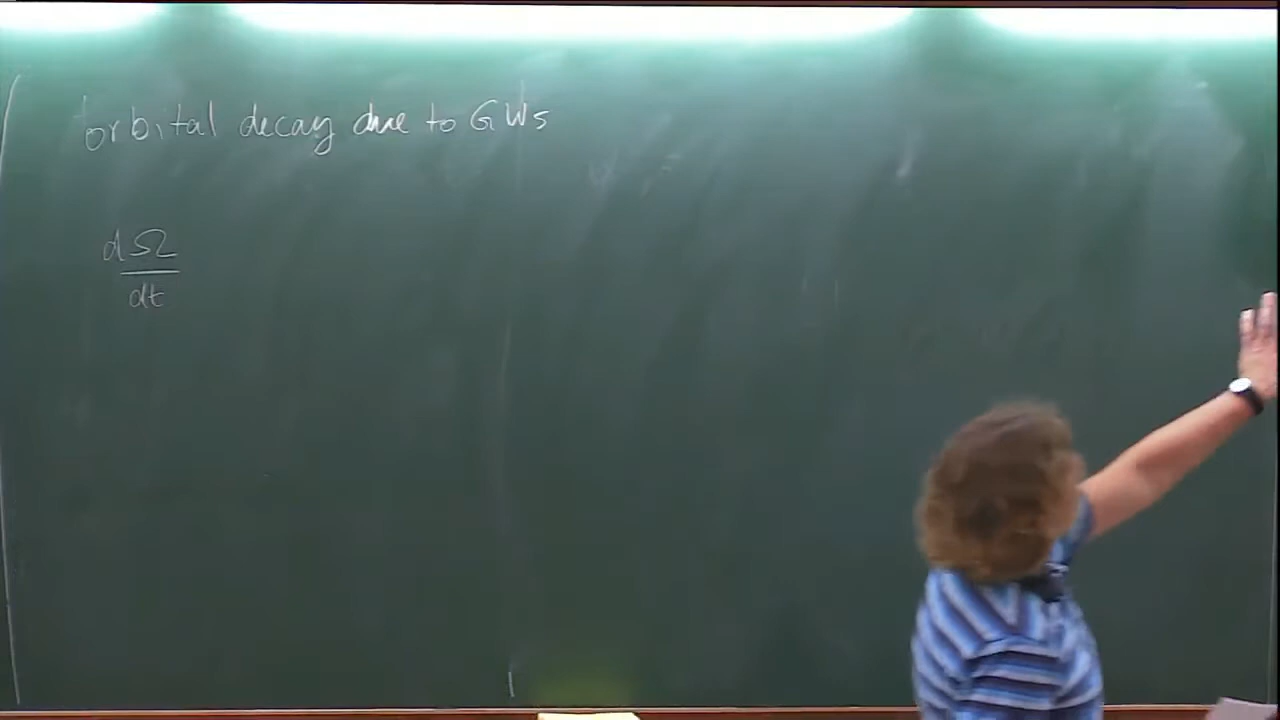 orbital decay due to GWs
dΩ
dt